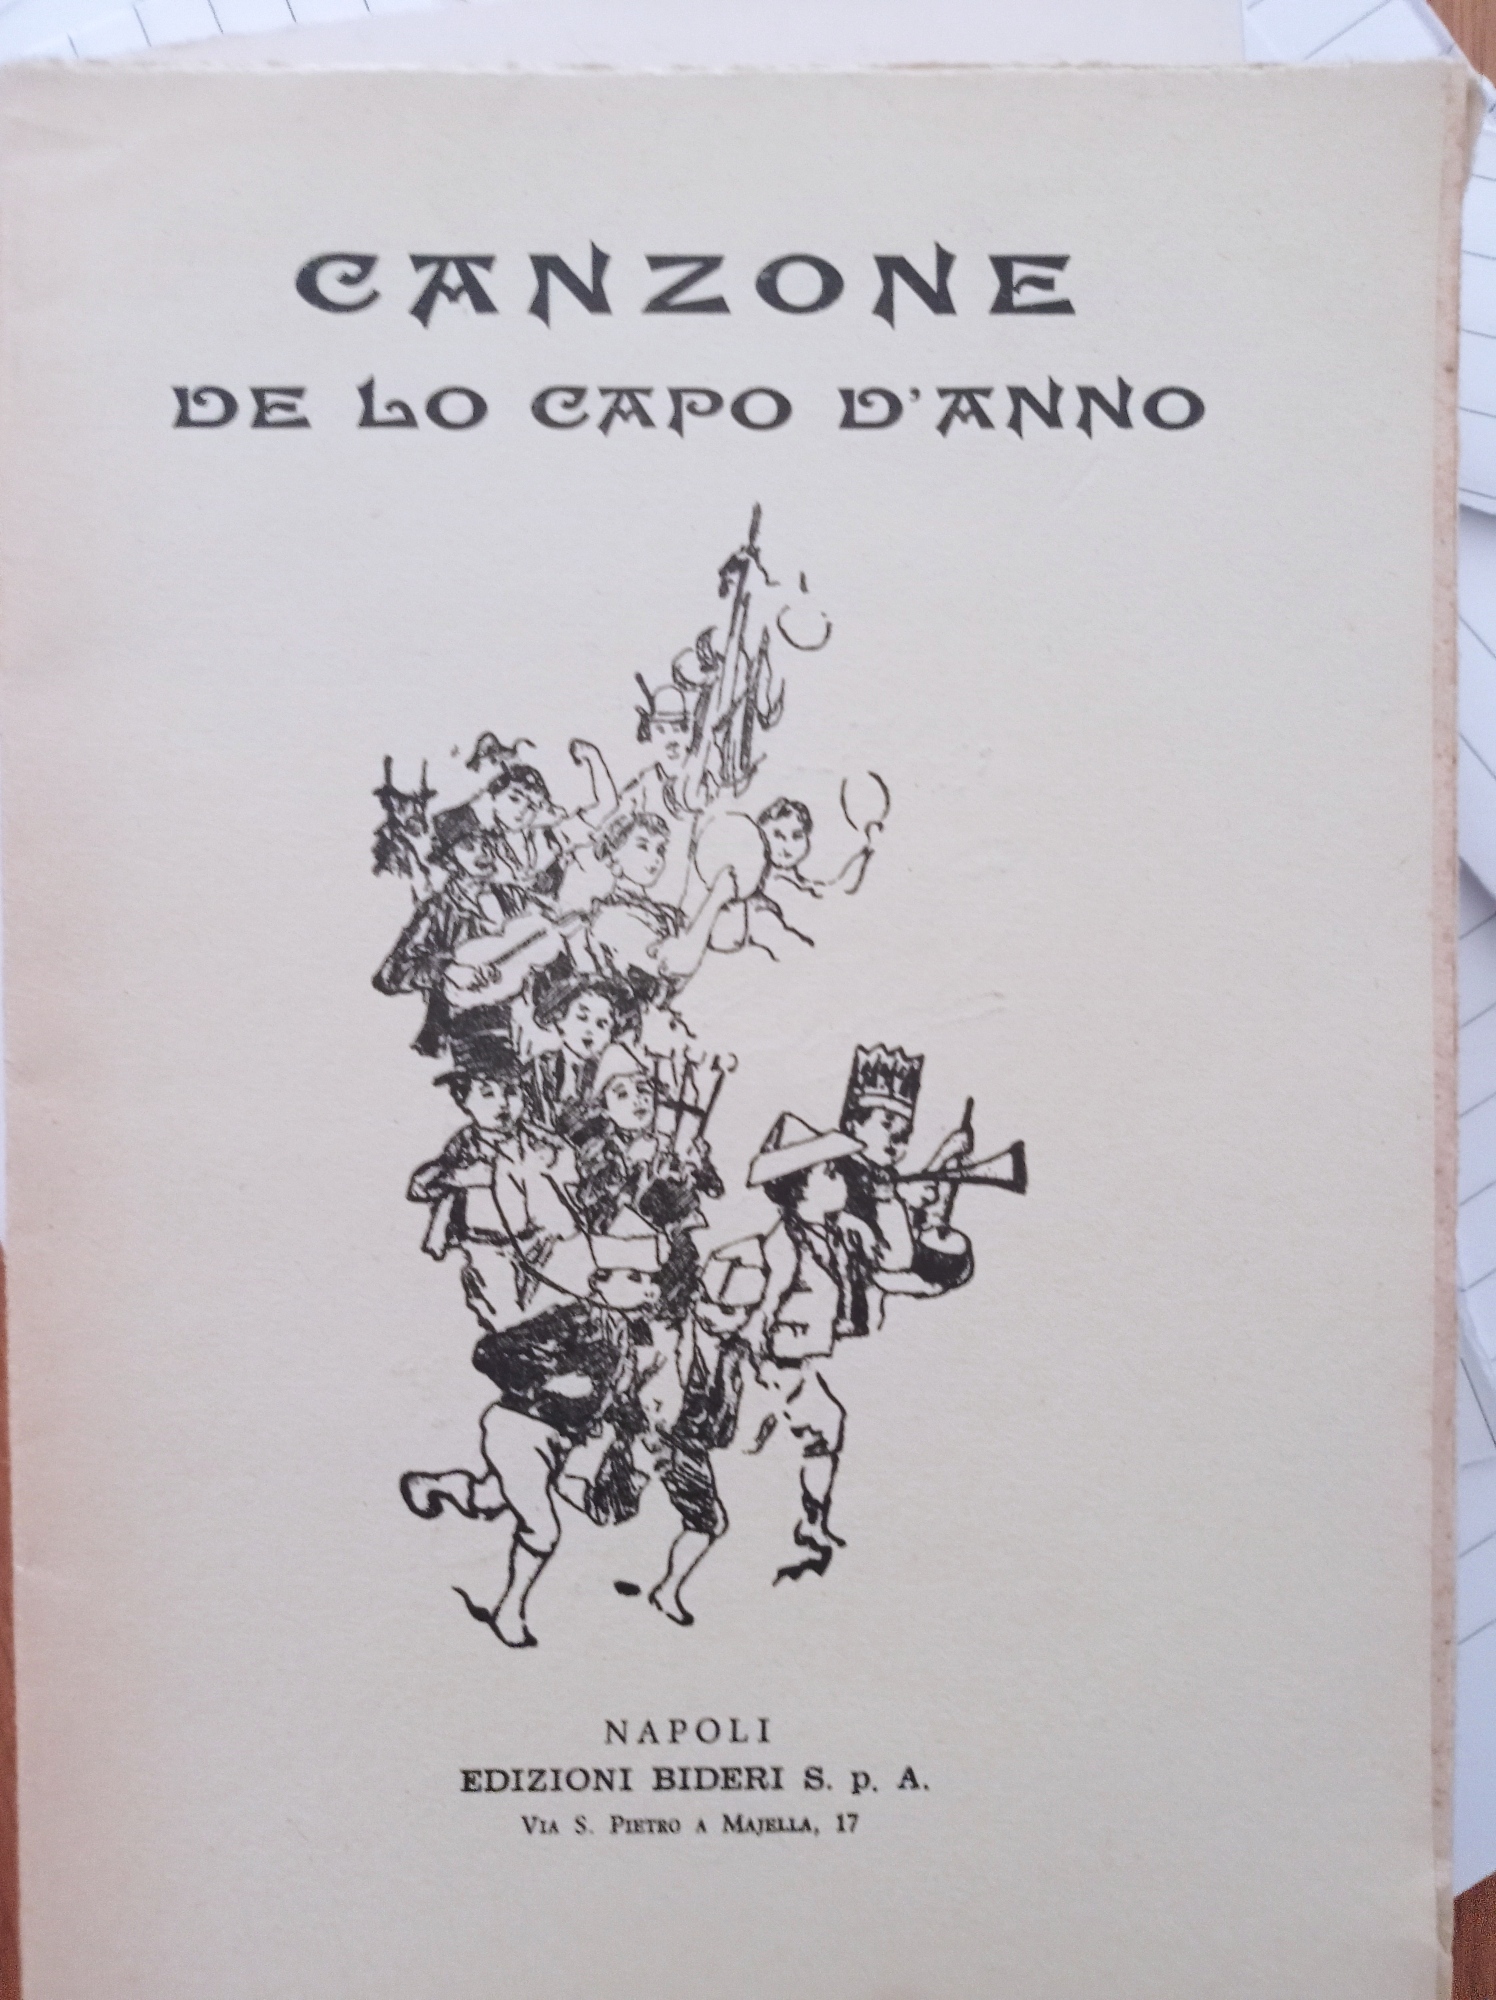 CANZONE
DE LO CAPO D'ANNO
NAPOLI
EDIZIONI BIDERI S. p. A.
VIA S. PIETRO A MAJELLA, 17